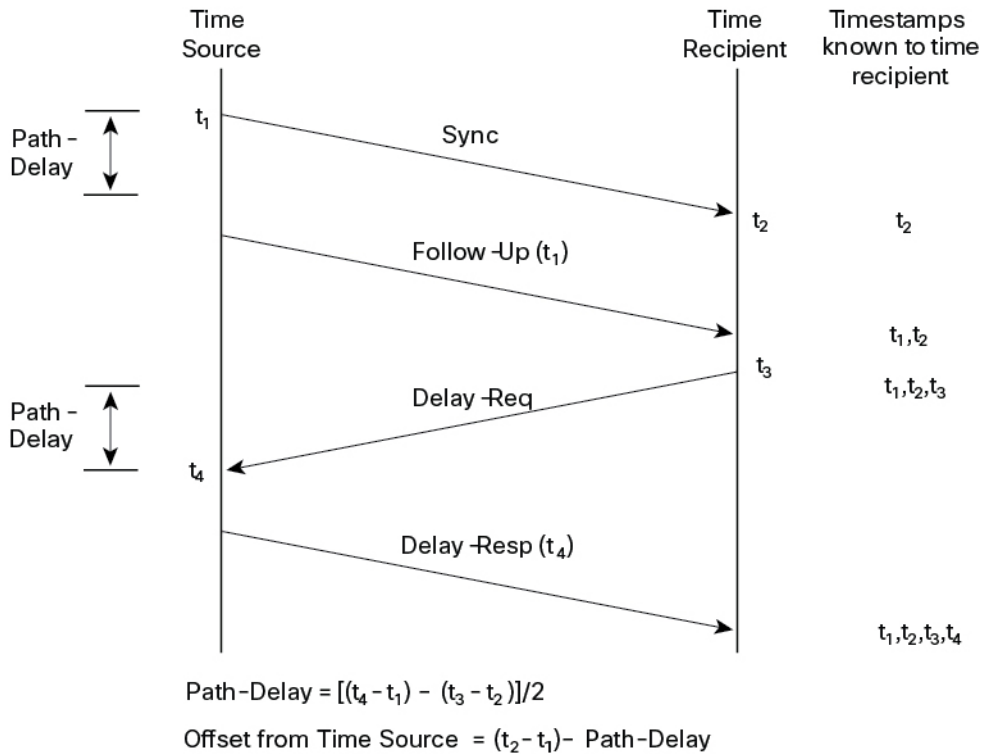 Time
Source
Time
Recipient
Timestamps
known to time
recipient
t₁
Path-
Delay
Sync
t₂
t₂
Follow-Up (t₁)
t₁,t₂
t₃
t₁,t₂,t₃
Delay-Req
Path-
Delay
t₄
Delay-Resp (t₄)
t₁,t₂,t₃,t₄
Path-Delay = [(t₄-t₁) - (t₃-t₂)]/2
Offset from Time Source = (t₂-t₁)- Path-Delay